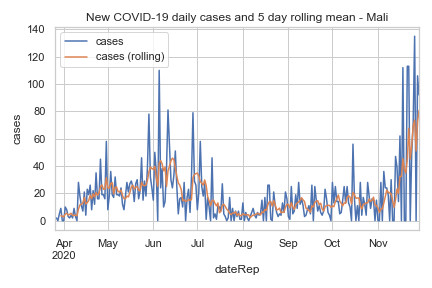 New COVID-19 daily cases and 5 day rolling mean - Mali
cases
cases (rolling)
140
120
100
80
60
40
20
0
cases
Apr May Jun Jul Aug Sep Oct Nov
2020
dateRep